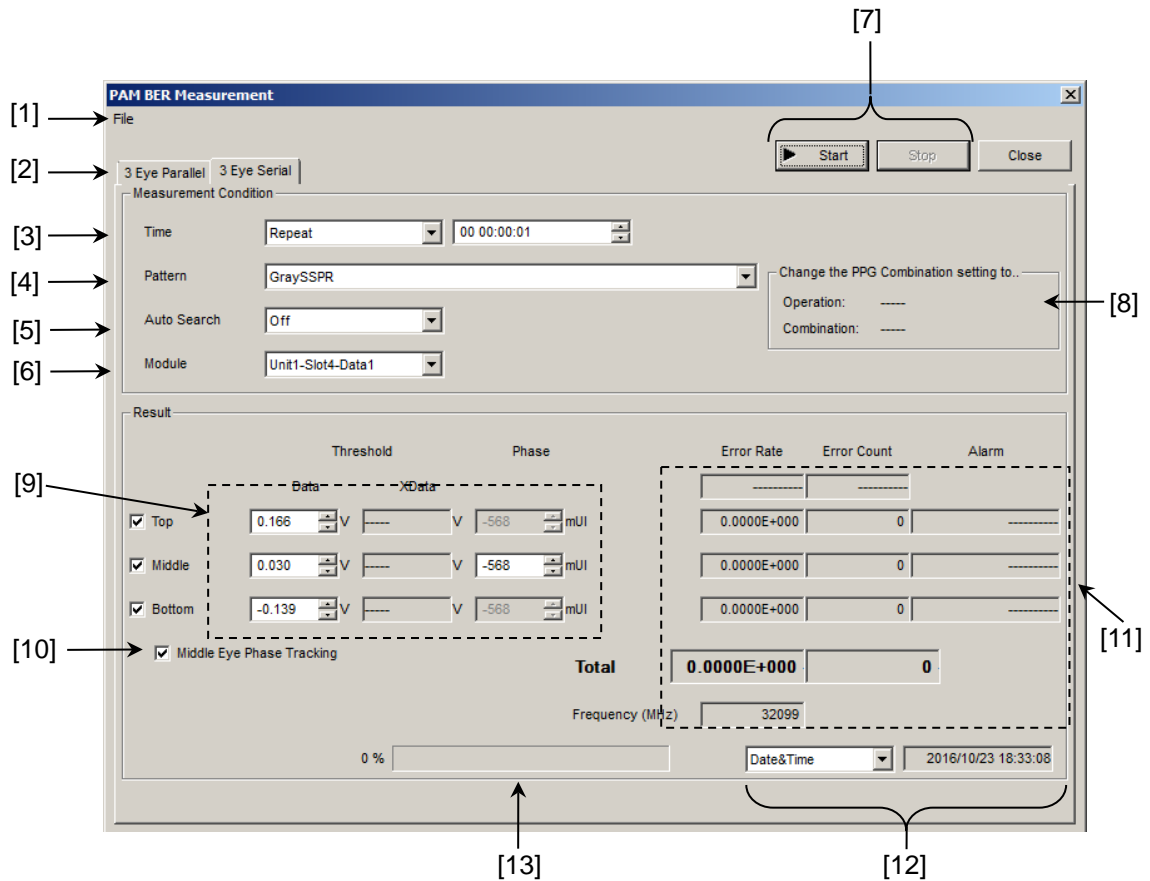 [7]
PAM BER Measurement
[1]
File
Start Stop Close
[2]
3 Eye Parallel 3 Eye Serial
Measurement Condition
[3]
Time Repeat 00 00:00:01
[4]
Pattern GraySSPR
Change the PPG Combination setting to..
Operation: -----
Combination: -----
[8]
[5]
Auto Search Off
[6]
Module Unit1-Slot4-Data1
Result
Threshold Phase Error Rate Error Count Alarm
[9]
Data XData
---------- ----------
Top 0.166 V ----- V -568 mUI 0.0000E+000 0 ----------
Middle 0.030 V ----- V -568 mUI 0.0000E+000 0 ----------
Bottom -0.139 V ----- V -568 mUI 0.0000E+000 0 ----------
[11]
[10]
Middle Eye Phase Tracking
Total 0.0000E+000 0
Frequency (MHz) 32099
0 % Date&Time 2016/10/23 18:33:08
[13] [12]